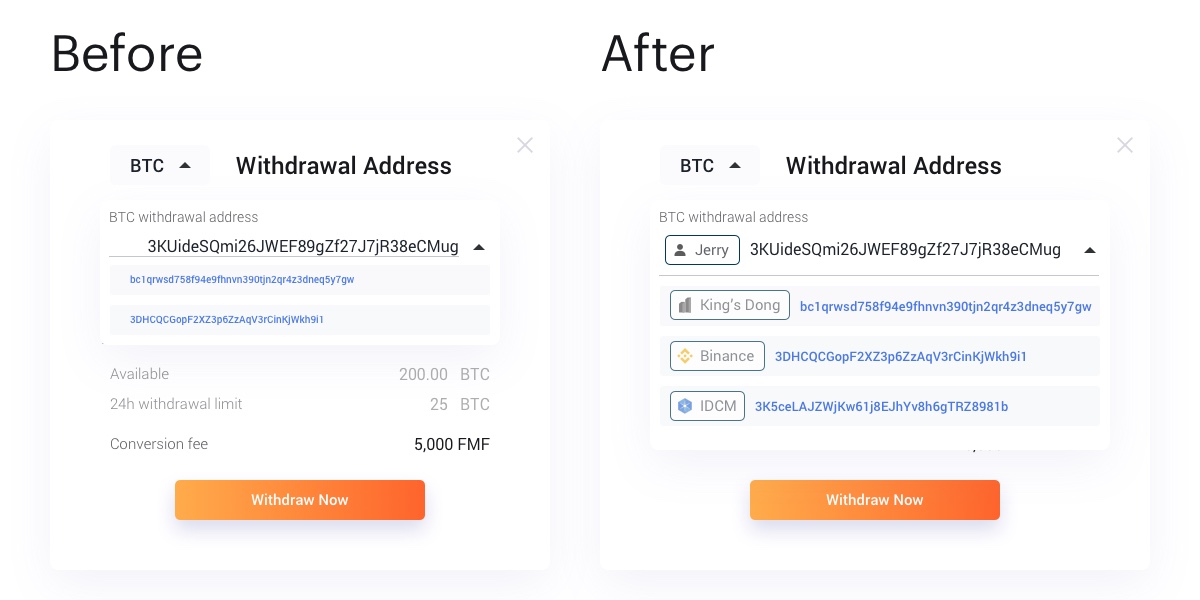 Before
BTC
Withdrawal Address
BTC withdrawal address
3KUideSQmi26JWEF89gZf27J7jR38eCMug
bc1qrwsd758f94e9fhnvn390tjn2qr4z3dneq5y7gw
3DHCQCGopF2XZ3p6ZzAqV3rCinKjWkh9i1
Available 200.00 BTC
24h withdrawal limit 25 BTC
Conversion fee 5,000 FMF
Withdraw Now
After
BTC
Withdrawal Address
BTC withdrawal address
Jerry 3KUideSQmi26JWEF89gZf27J7jR38eCMug
King's Dong bc1qrwsd758f94e9fhnvn390tjn2qr4z3dneq5y7gw
Binance 3DHCQCGopF2XZ3p6ZzAqV3rCinKjWkh9i1
IDCM 3K5ceLAJZWjKw61j8EJhYv8h6gTRZ8981b
Withdraw Now